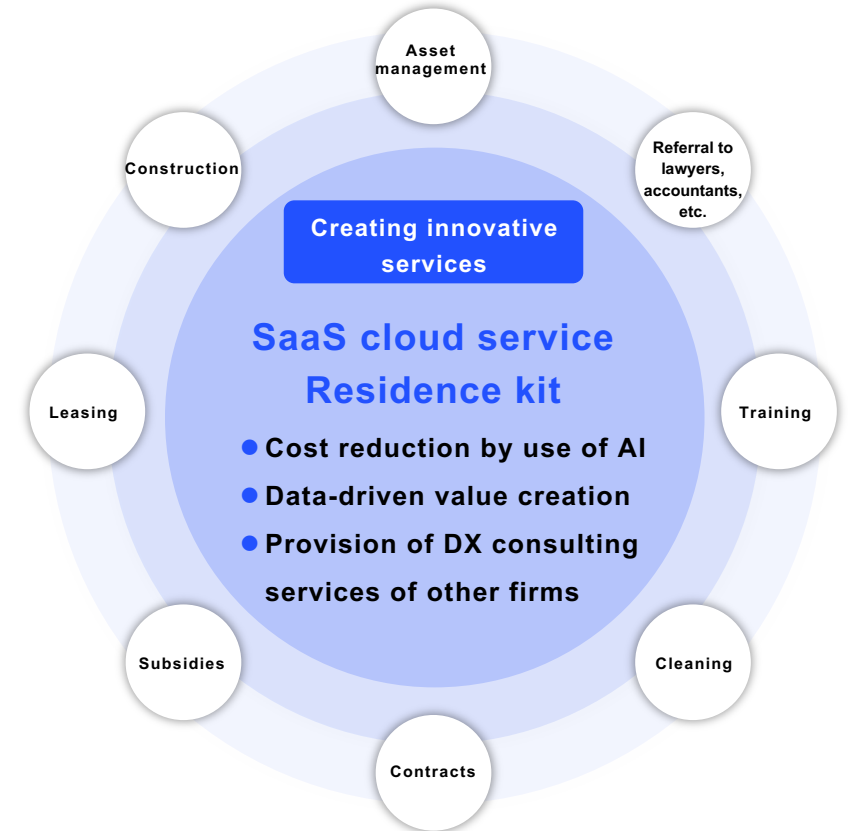 Asset
management
Construction
Referral to
lawyers,
accountants,
etc.
Creating innovative
services
SaaS cloud service
Residence kit
Leasing
Training
Cost reduction by use of AI
Data-driven value creation
Provision of DX consulting
services of other firms
Subsidies
Cleaning
Contracts